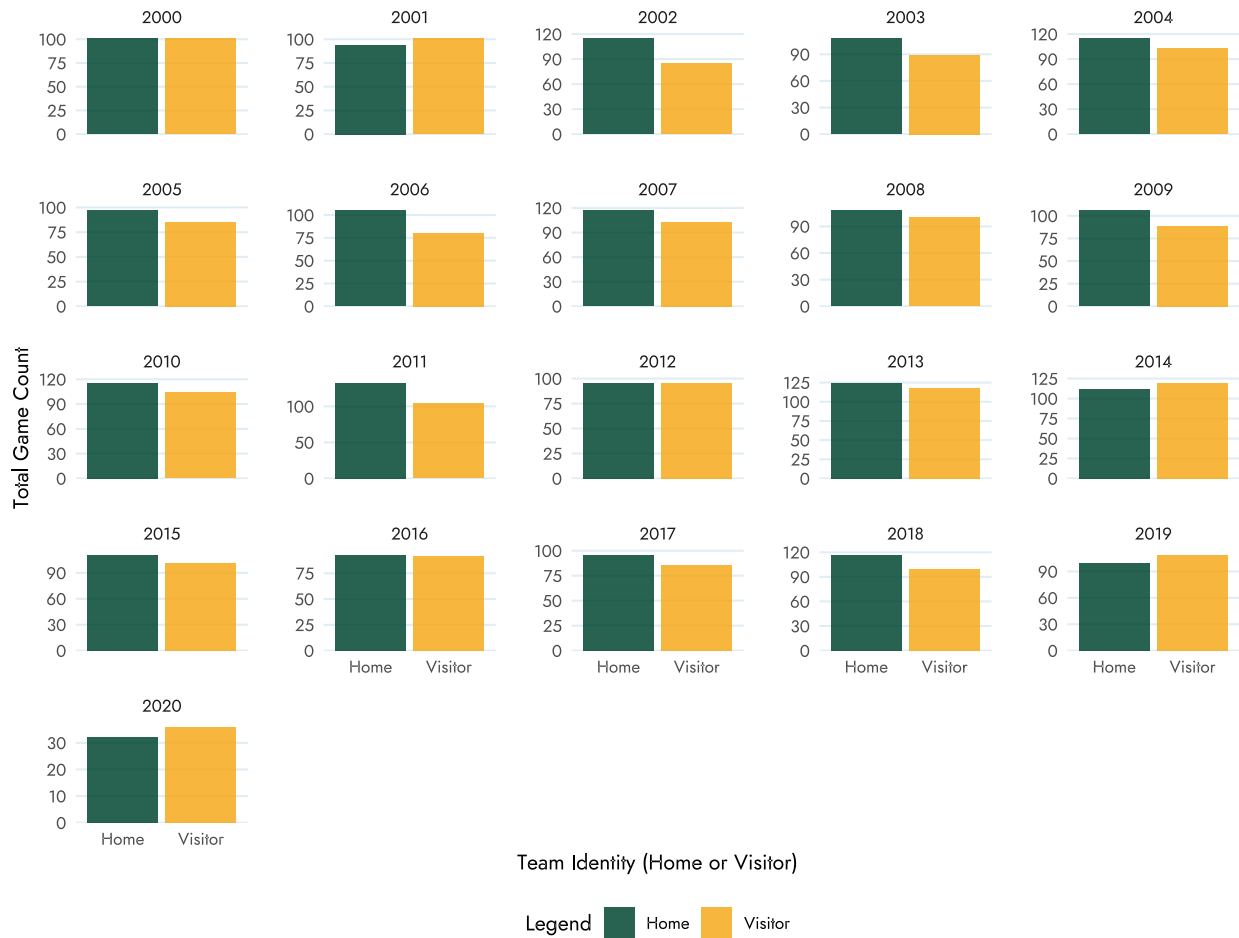 2000 2001 2002 2003 2004
100 100 120 90 120
75 75 90 60 90
50 50 60 30 60
25 25 30 0 30
0 0 0 0
2005 2006 2007 2008 2009
100 100 120 90 100
75 75 90 60 75
50 50 60 30 50
25 25 30 0 25
0 0 0 0
Total Game Count
2010 2011 2012 2013 2014
120 100 100 125 125
90 50 75 100 100
60 0 50 75 75
30 25 50 50
0 0 25 25
0 0
2015 2016 2017 2018 2019
90 75 100 120 90
60 50 75 90 60
30 25 50 60 30
0 0 25 30 0
0 0
Home Visitor Home Visitor Home Visitor Home Visitor
2020
30
20
10
0
Home Visitor
Team Identity (Home or Visitor)
Legend Home Visitor